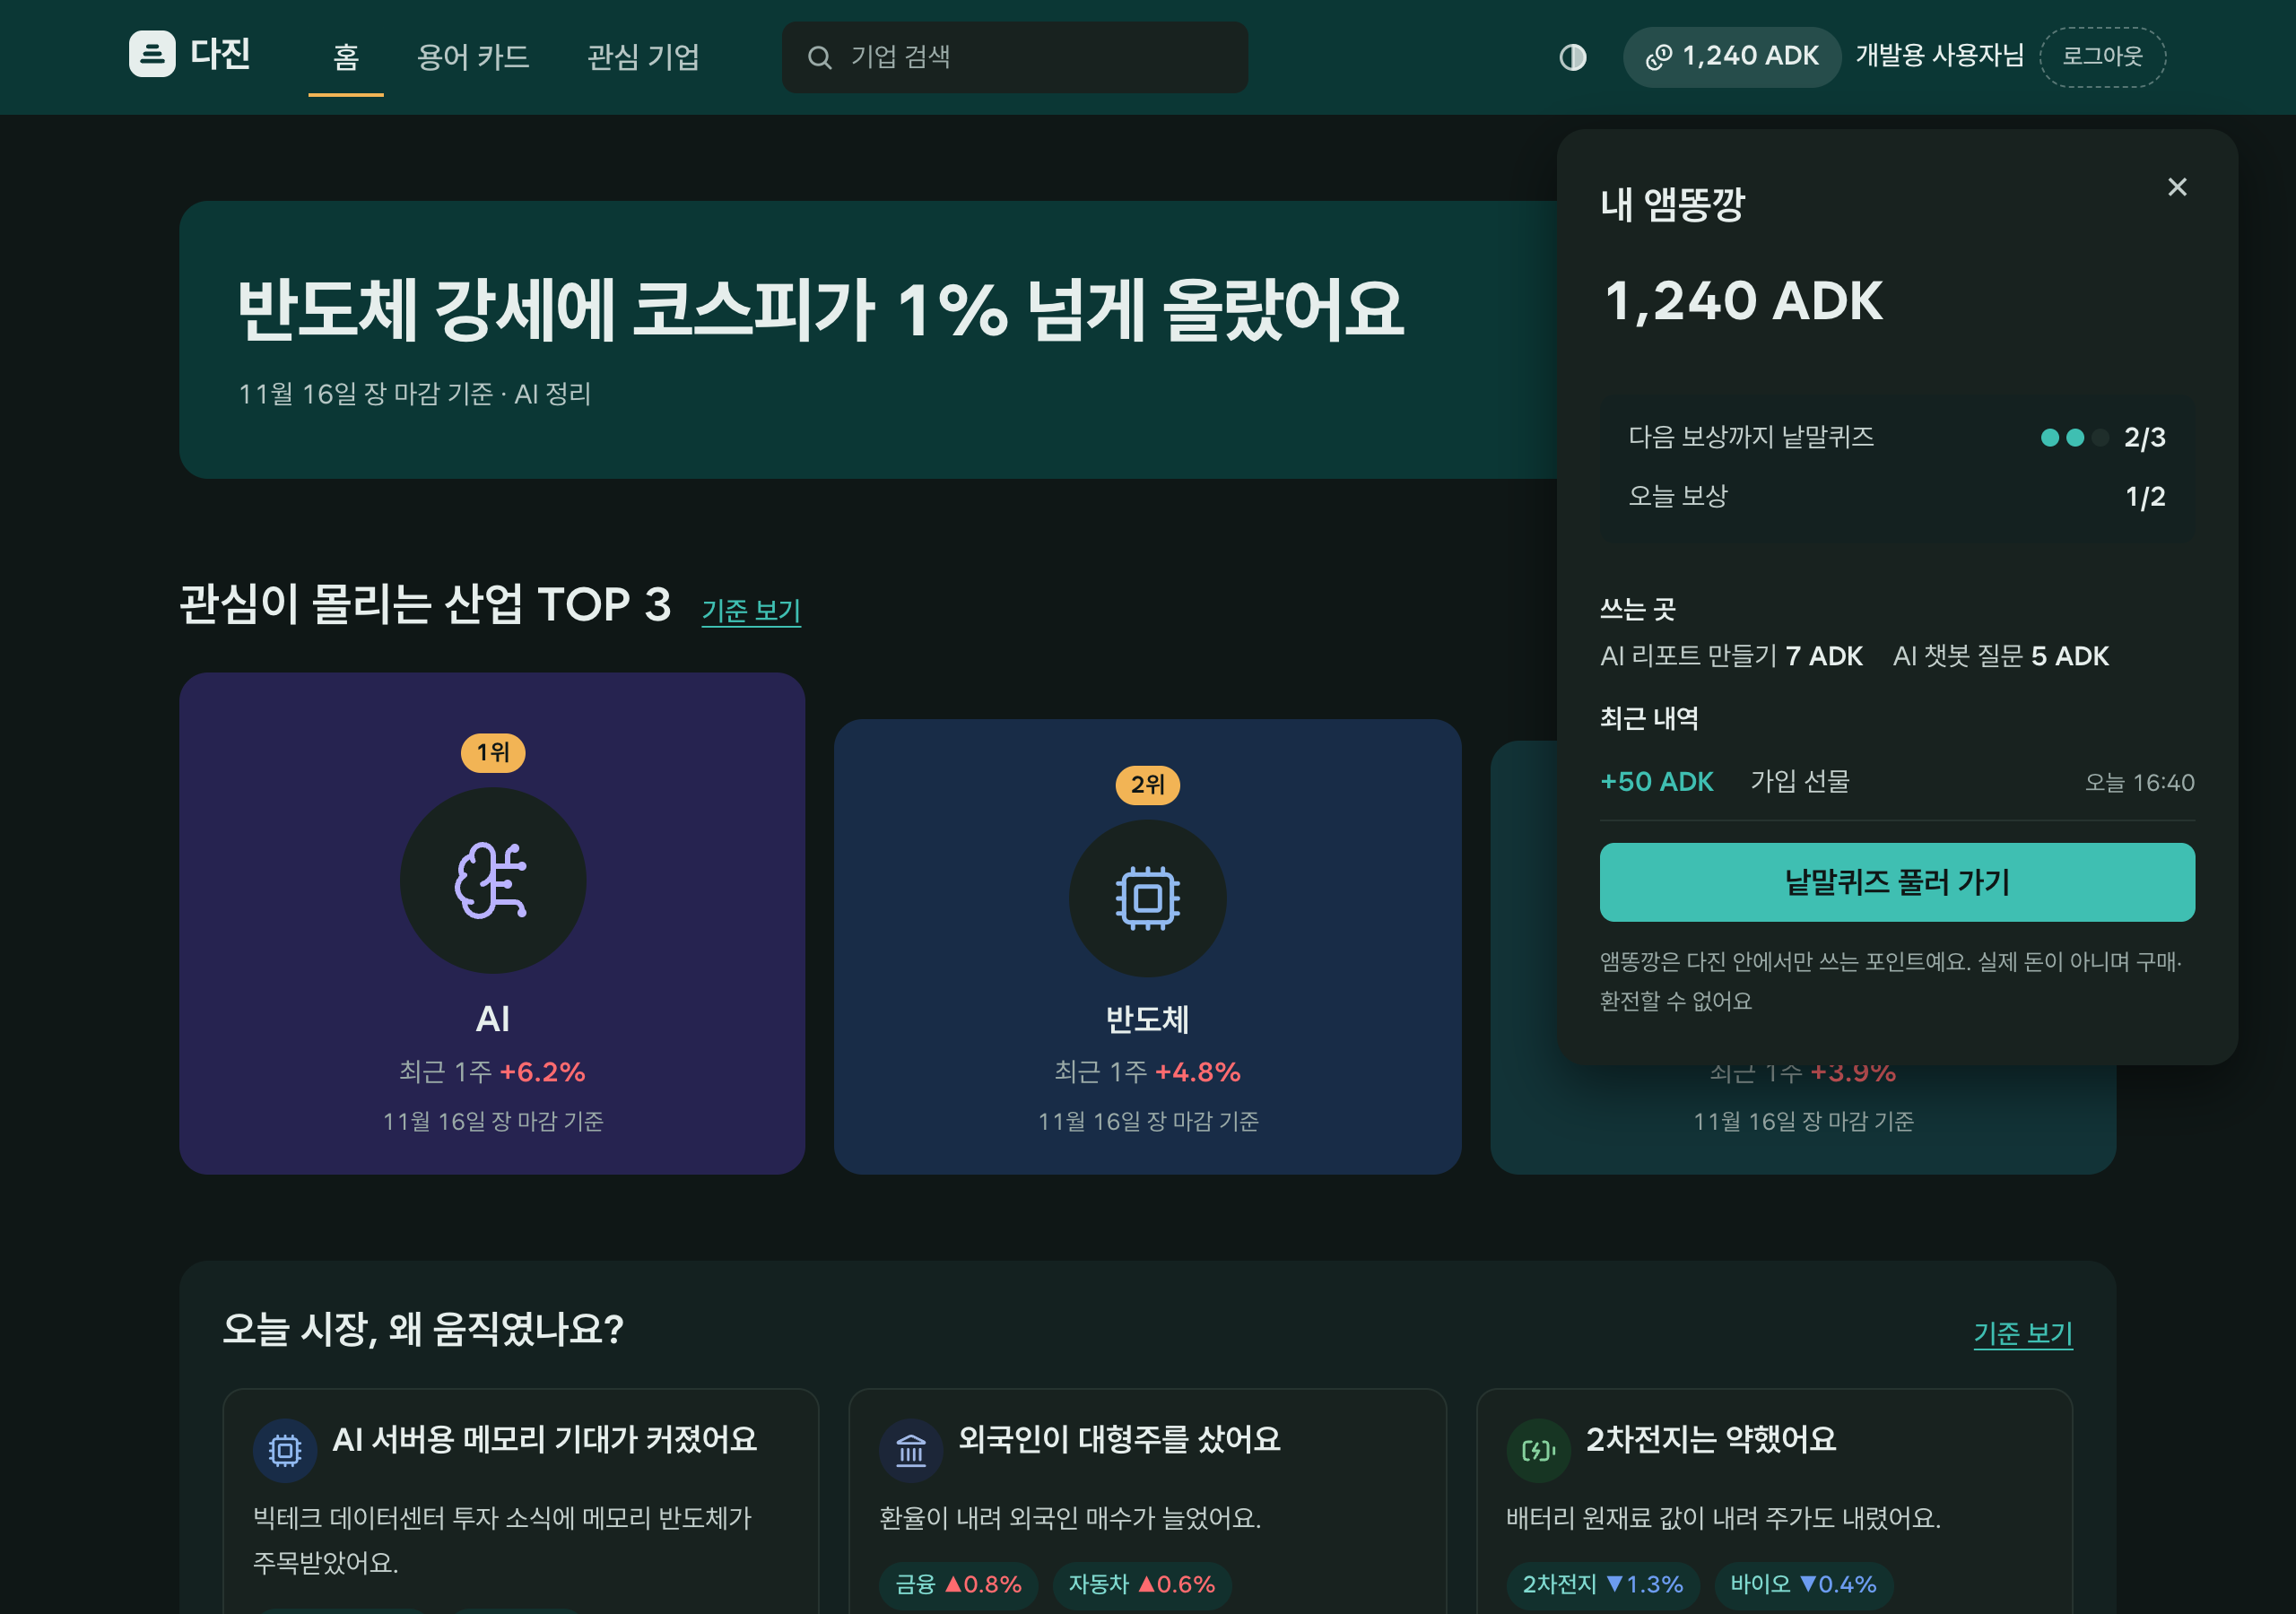 다진
홈
용어 카드
관심 기업
기업 검색
1,240 ADK
개발용 사용자님
로그아웃
반도체 강세에 코스피가 1% 넘게 올랐어요
11월 16일 장 마감 기준 · AI 정리
내 앰똥깡
1,240 ADK
다음 보상까지 낱말퀴즈 2/3
오늘 보상 1/2
쓰는 곳
AI 리포트 만들기 7 ADK AI 챗봇 질문 5 ADK
최근 내역
+50 ADK 가입 선물 오늘 16:40
낱말퀴즈 풀러 가기
앰똥깡은 다진 안에서만 쓰는 포인트예요. 실제 돈이 아니며 구매·
환전할 수 없어요
관심이 몰리는 산업 TOP 3 기준 보기
1위
AI
최근 1주 +6.2%
11월 16일 장 마감 기준
2위
반도체
최근 1주 +4.8%
11월 16일 장 마감 기준
최근 1주 +3.9%
11월 16일 장 마감 기준
오늘 시장, 왜 움직였나요?
기준 보기
AI 서버용 메모리 기대가 커졌어요
빅테크 데이터센터 투자 소식에 메모리 반도체가
주목받았어요.
외국인이 대형주를 샀어요
환율이 내려 외국인 매수가 늘었어요.
금융 ▲0.8% 자동차 ▲0.6%
2차전지는 약했어요
배터리 원재료 값이 내려 주가도 내렸어요.
2차전지 ▼1.3% 바이오 ▼0.4%